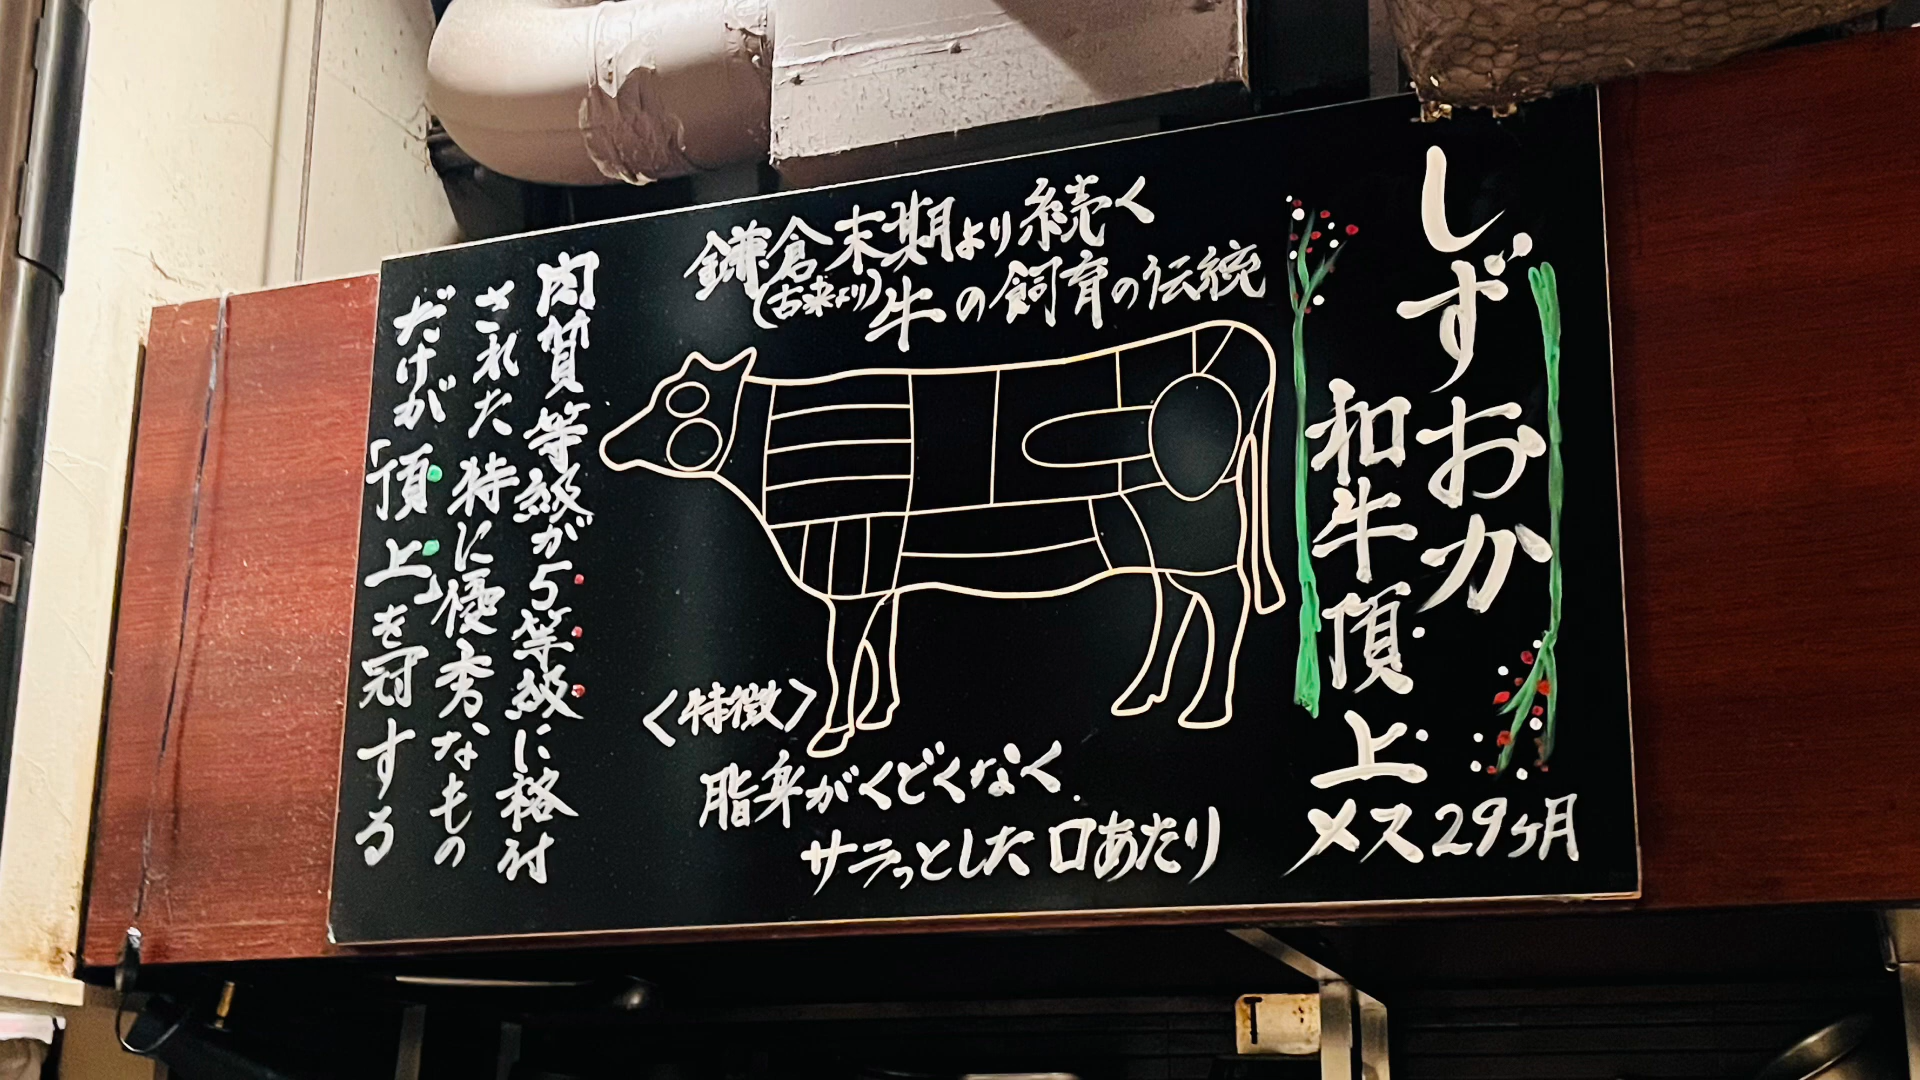 しずおか
和牛頂上
メス29ヶ月
鎌倉末期より続く
(古来より)牛の飼育の伝統
<特徴>
脂身がくどくなく
サラっとした口あたり
肉質等級が5等級に格付
された特に優秀なもの
だけが「頂上」を冠する
T